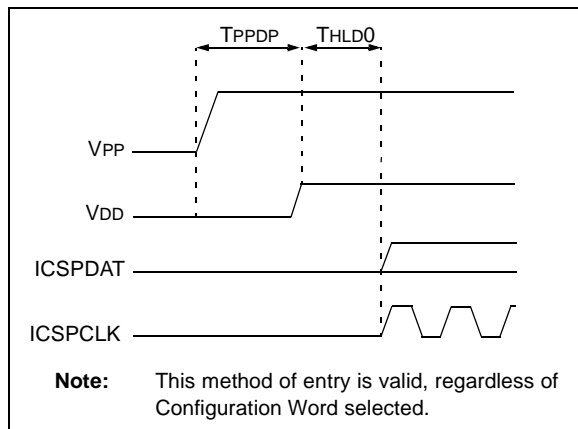 TPPDP THLD0
VPP
VDD
ICSPDAT
ICSPCLK
Note: This method of entry is valid, regardless of
Configuration Word selected.